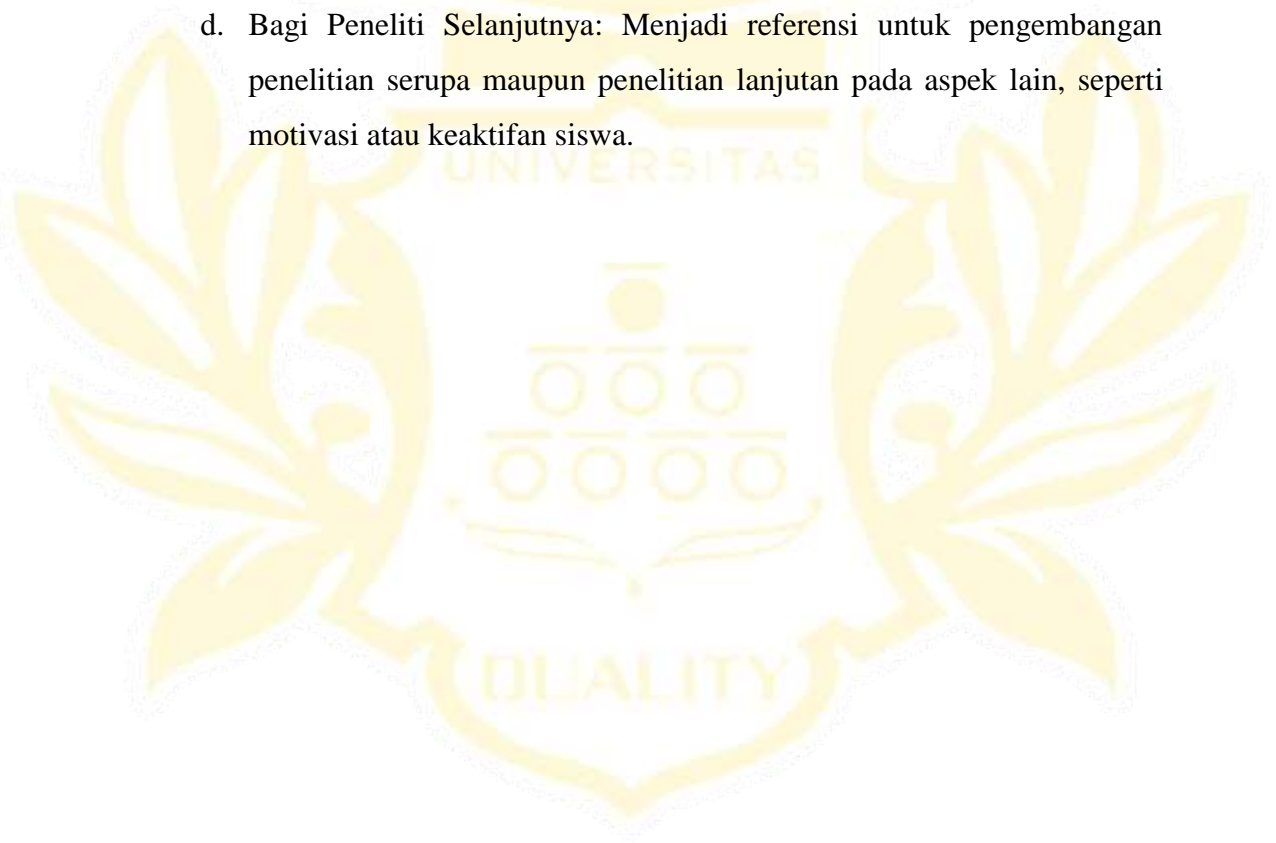 d. Bagi Peneliti Selanjutnya: Menjadi referensi untuk pengembangan
penelitian serupa maupun penelitian lanjutan pada aspek lain, seperti
motivasi atau keaktifan siswa.
UNIVERSITAS
QUALITY